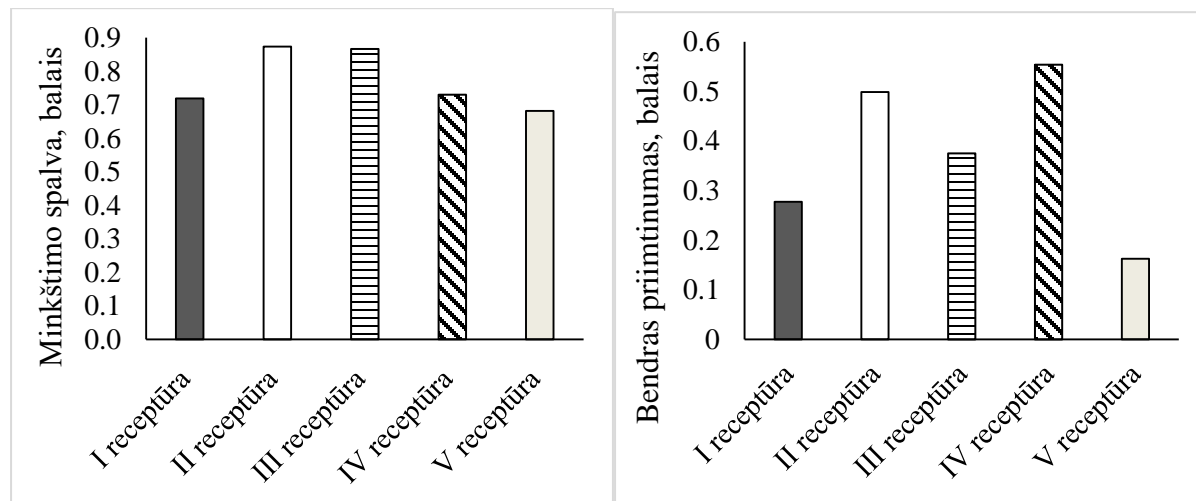 Minkštimo spalva, balais
0.9
0.8
0.7
0.6
0.5
0.4
0.3
0.2
0.1
0.0
I receptūra
II receptūra
III receptūra
IV receptūra
V receptūra
Bendras priimtinumas, balais
0.6
0.5
0.4
0.3
0.2
0.1
0
I receptūra
II receptūra
III receptūra
IV receptūra
V receptūra